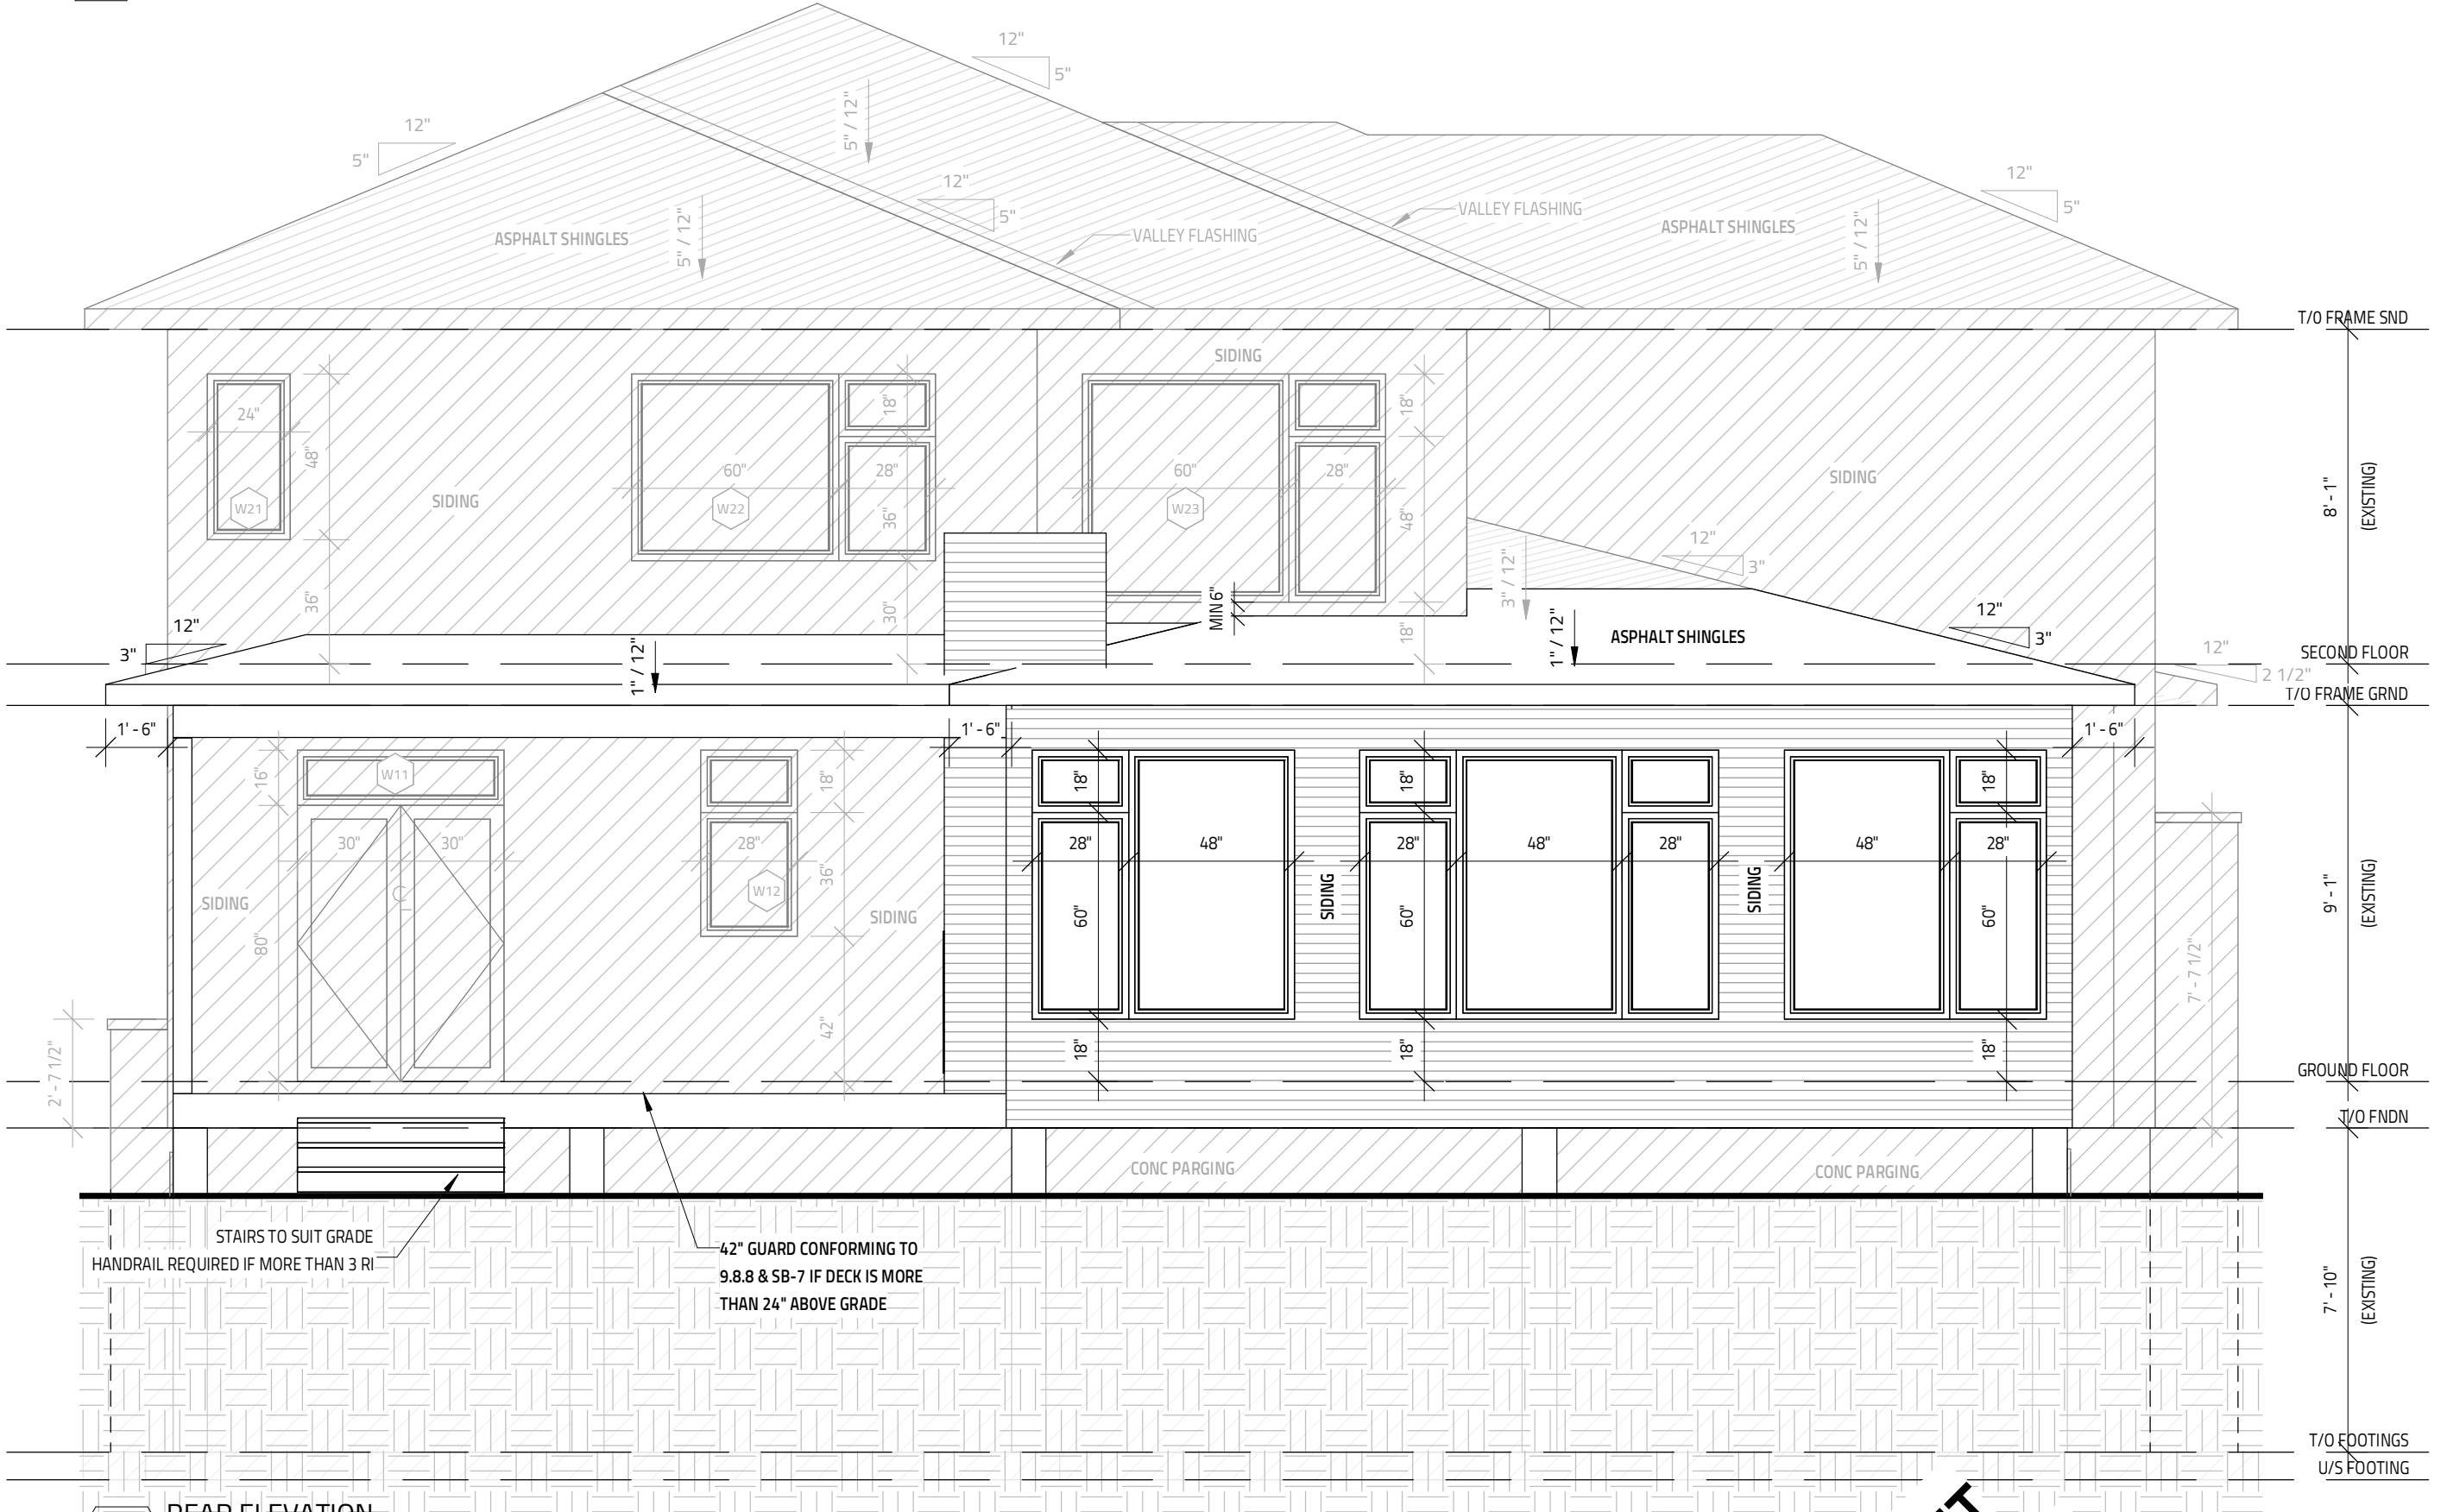 12"
5"
12"
5"
5" / 12"
12"
5"
12"
5"
5" / 12"
ASPHALT SHINGLES
VALLEY FLASHING
VALLEY FLASHING
ASPHALT SHINGLES
5" / 12"
T/O FRAME SND
SIDING
24"
48"
W21
36"
SIDING
60"
W22
18"
28"
36"
30"
60"
W23
28"
18"
48"
18"
SIDING
8' - 1"
(EXISTING)
12"
3"
3" / 12"
MIN 6"
12"
3"
1" / 12"
1" / 12"
ASPHALT SHINGLES
12"
3"
SECOND FLOOR
12"
2 1/2"
T/O FRAME GRND
1' - 6"
1' - 6"
1' - 6"
16"
W11
30"
30"
80"
SIDING
18"
28"
36"
W12
42"
SIDING
18"
28"
48"
60"
18"
SIDING
18"
28"
48"
28"
60"
18"
SIDING
48"
18"
28"
60"
18"
9' - 1"
(EXISTING)
7' - 7 1/2"
2' - 7 1/2"
GROUND FLOOR
T/O FNDN
CONC PARGING
CONC PARGING
STAIRS TO SUIT GRADE
HANDRAIL REQUIRED IF MORE THAN 3 RI
42" GUARD CONFORMING TO
9.8.8 & SB-7 IF DECK IS MORE
THAN 24" ABOVE GRADE
7' - 10"
(EXISTING)
T/O FOOTINGS
U/S FOOTING
REAR ELEVATION